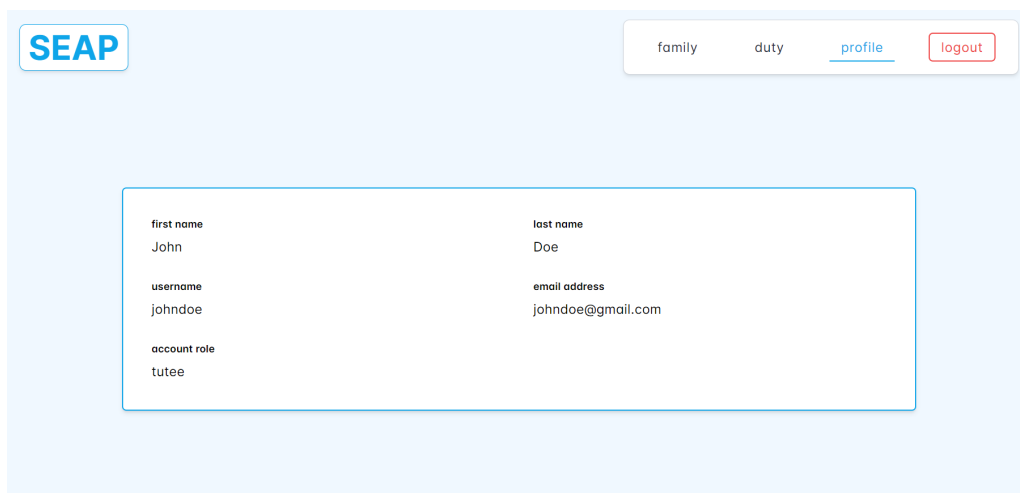 SEAP
family duty profile logout
first name last name
John Doe
username email address
johndoe johndoe@gmail.com
account role
tutee